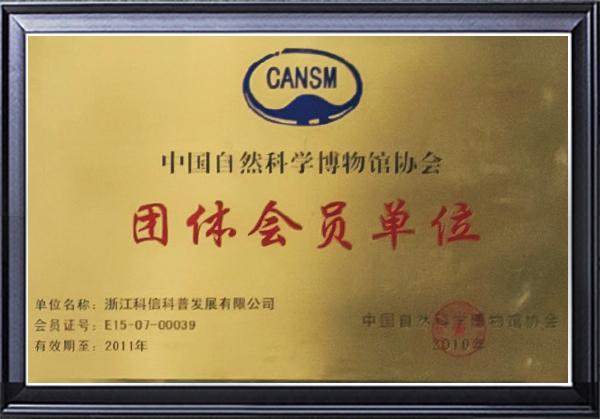 CANSM
中国自然科学博物馆协会
团体会员单位
单位名称：浙江科信科普发展有限公司
会员证号：E15-07-00039
有效期至：2011年
中国自然科学博物馆协会
2010年